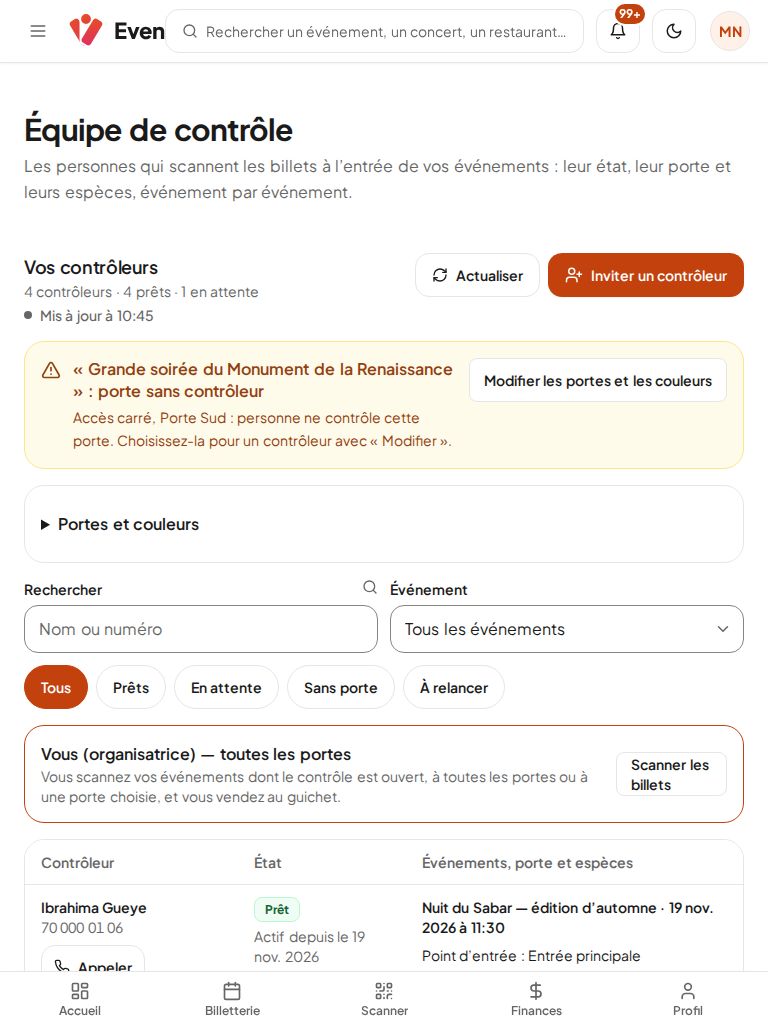 Even
Rechercher un événement, un concert, un restaurant…
99+
MN
Équipe de contrôle
Les personnes qui scannent les billets à l’entrée de vos événements : leur état, leur porte et
leurs espèces, événement par événement.
Vos contrôleurs
4 contrôleurs · 4 prêts · 1 en attente
Mis à jour à 10:45
Actualiser
Inviter un contrôleur
« Grande soirée du Monument de la Renaissance
» : porte sans contrôleur
Accès carré, Porte Sud : personne ne contrôle cette
porte. Choisissez-la pour un contrôleur avec « Modifier ».
Modifier les portes et les couleurs
Portes et couleurs
Rechercher
Nom ou numéro
Événement
Tous les événements
Tous
Prêts
En attente
Sans porte
À relancer
Vous (organisatrice) — toutes les portes
Vous scannez vos événements dont le contrôle est ouvert, à toutes les portes ou à
une porte choisie, et vous vendez au guichet.
Scanner les
billets
Contrôleur
État
Événements, porte et espèces
Ibrahima Gueye
70 000 01 06
Appeler
Prêt
Actif depuis le 19
nov. 2026
Nuit du Sabar — édition d’automne · 19 nov.
2026 à 11:30
Point d’entrée : Entrée principale
Accueil
Billetterie
Scanner
Finances
Profil